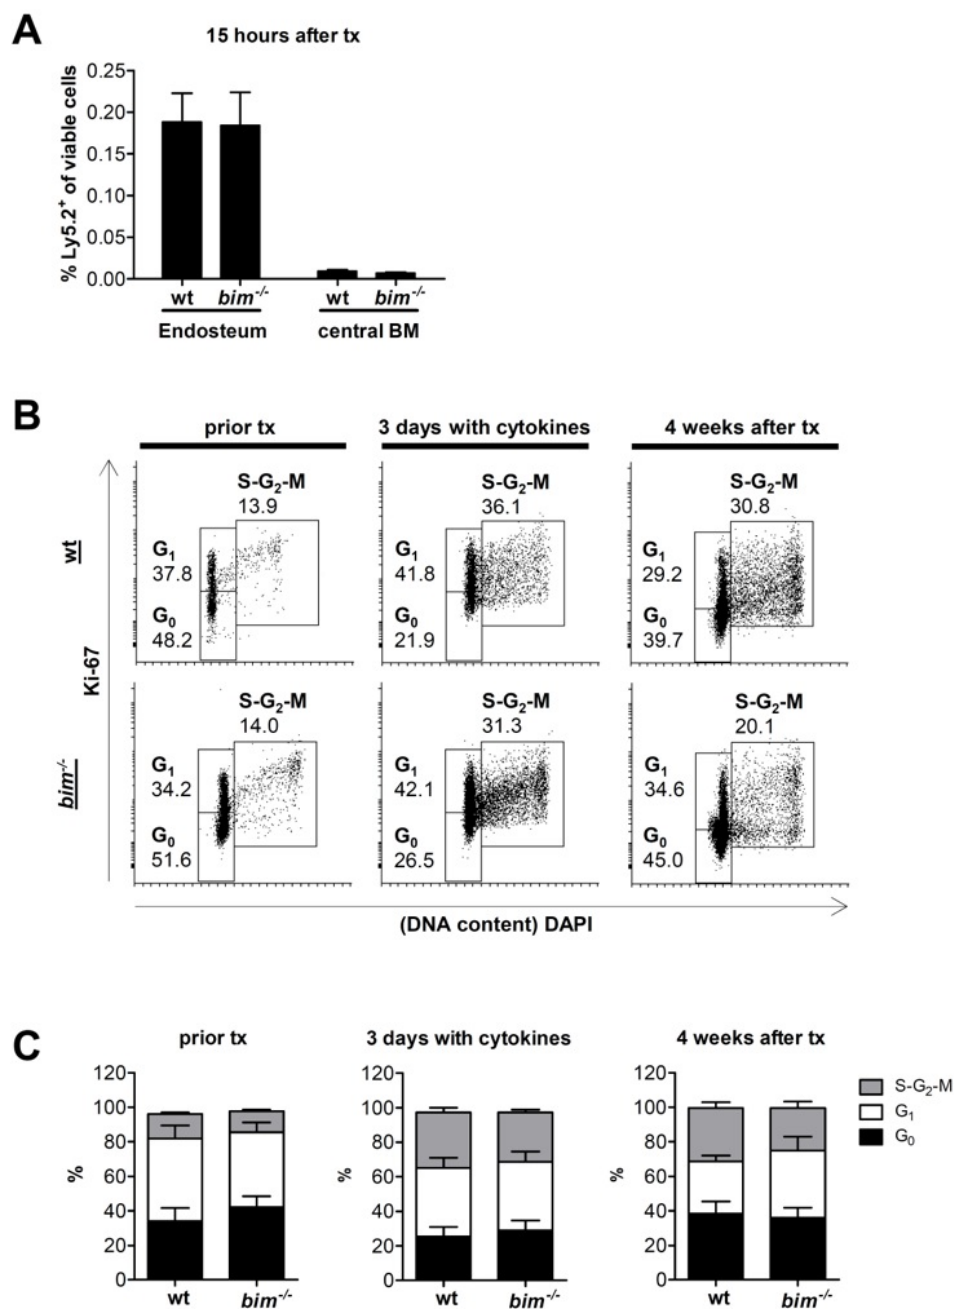 A
15 hours after tx
% Ly5.2+ of viable cells
0.25
0.20
0.15
0.10
0.05
0.00
wt bim-/- wt bim-/-
Endosteum central BM
B
prior tx 3 days with cytokines 4 weeks after tx
Ki-67
wt
S-G2-M
13.9
G1
37.8
G0
48.2
S-G2-M
36.1
G1
41.8
G0
21.9
S-G2-M
30.8
G1
29.2
G0
39.7
bim-/-
S-G2-M
14.0
G1
34.2
G0
51.6
S-G2-M
31.3
G1
42.1
G0
26.5
S-G2-M
20.1
G1
34.6
G0
45.0
(DNA content) DAPI
C
prior tx
%
120
100
80
60
40
20
0
wt bim-/-
3 days with cytokines
%
120
100
80
60
40
20
0
wt bim-/-
4 weeks after tx
%
120
100
80
60
40
20
0
wt bim-/-
S-G2-M
G1
G0